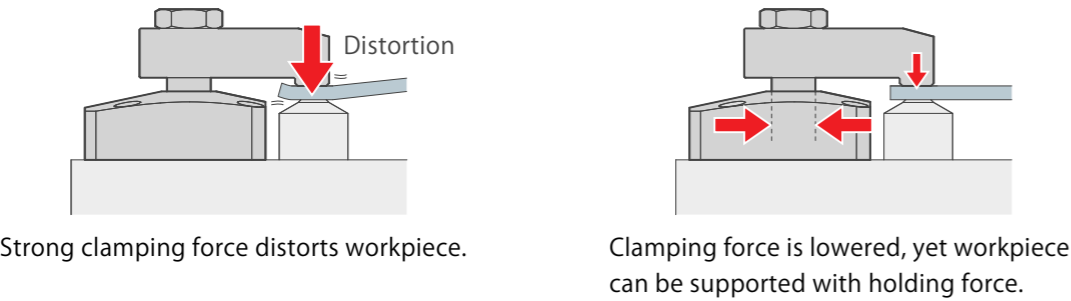 Distortion
Strong clamping force distorts workpiece.
Clamping force is lowered, yet workpiece
can be supported with holding force.